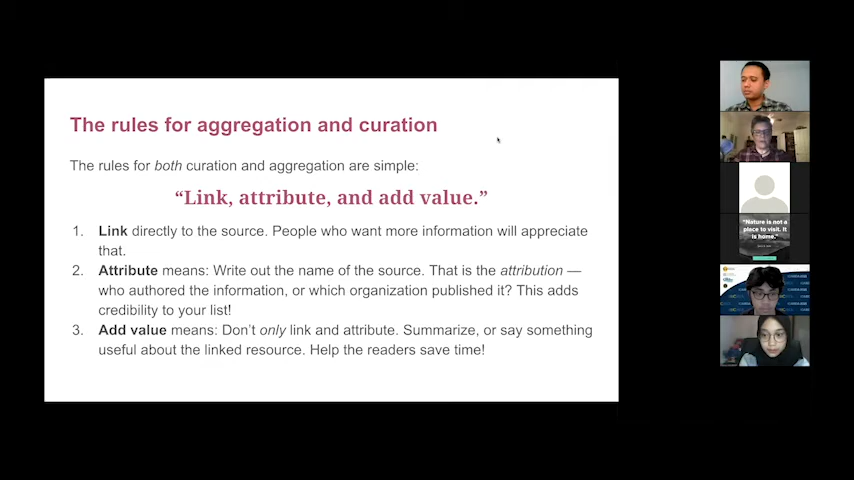 The rules for aggregation and curation
The rules for both curation and aggregation are simple:
“Link, attribute, and add value.”
1. Link directly to the source. People who want more information will appreciate
that.
2. Attribute means: Write out the name of the source. That is the attribution —
who authored the information, or which organization published it? This adds
credibility to your list!
3. Add value means: Don’t only link and attribute. Summarize, or say something
useful about the linked resource. Help the readers save time!
“Nature is not a
place to visit. It
is home.”